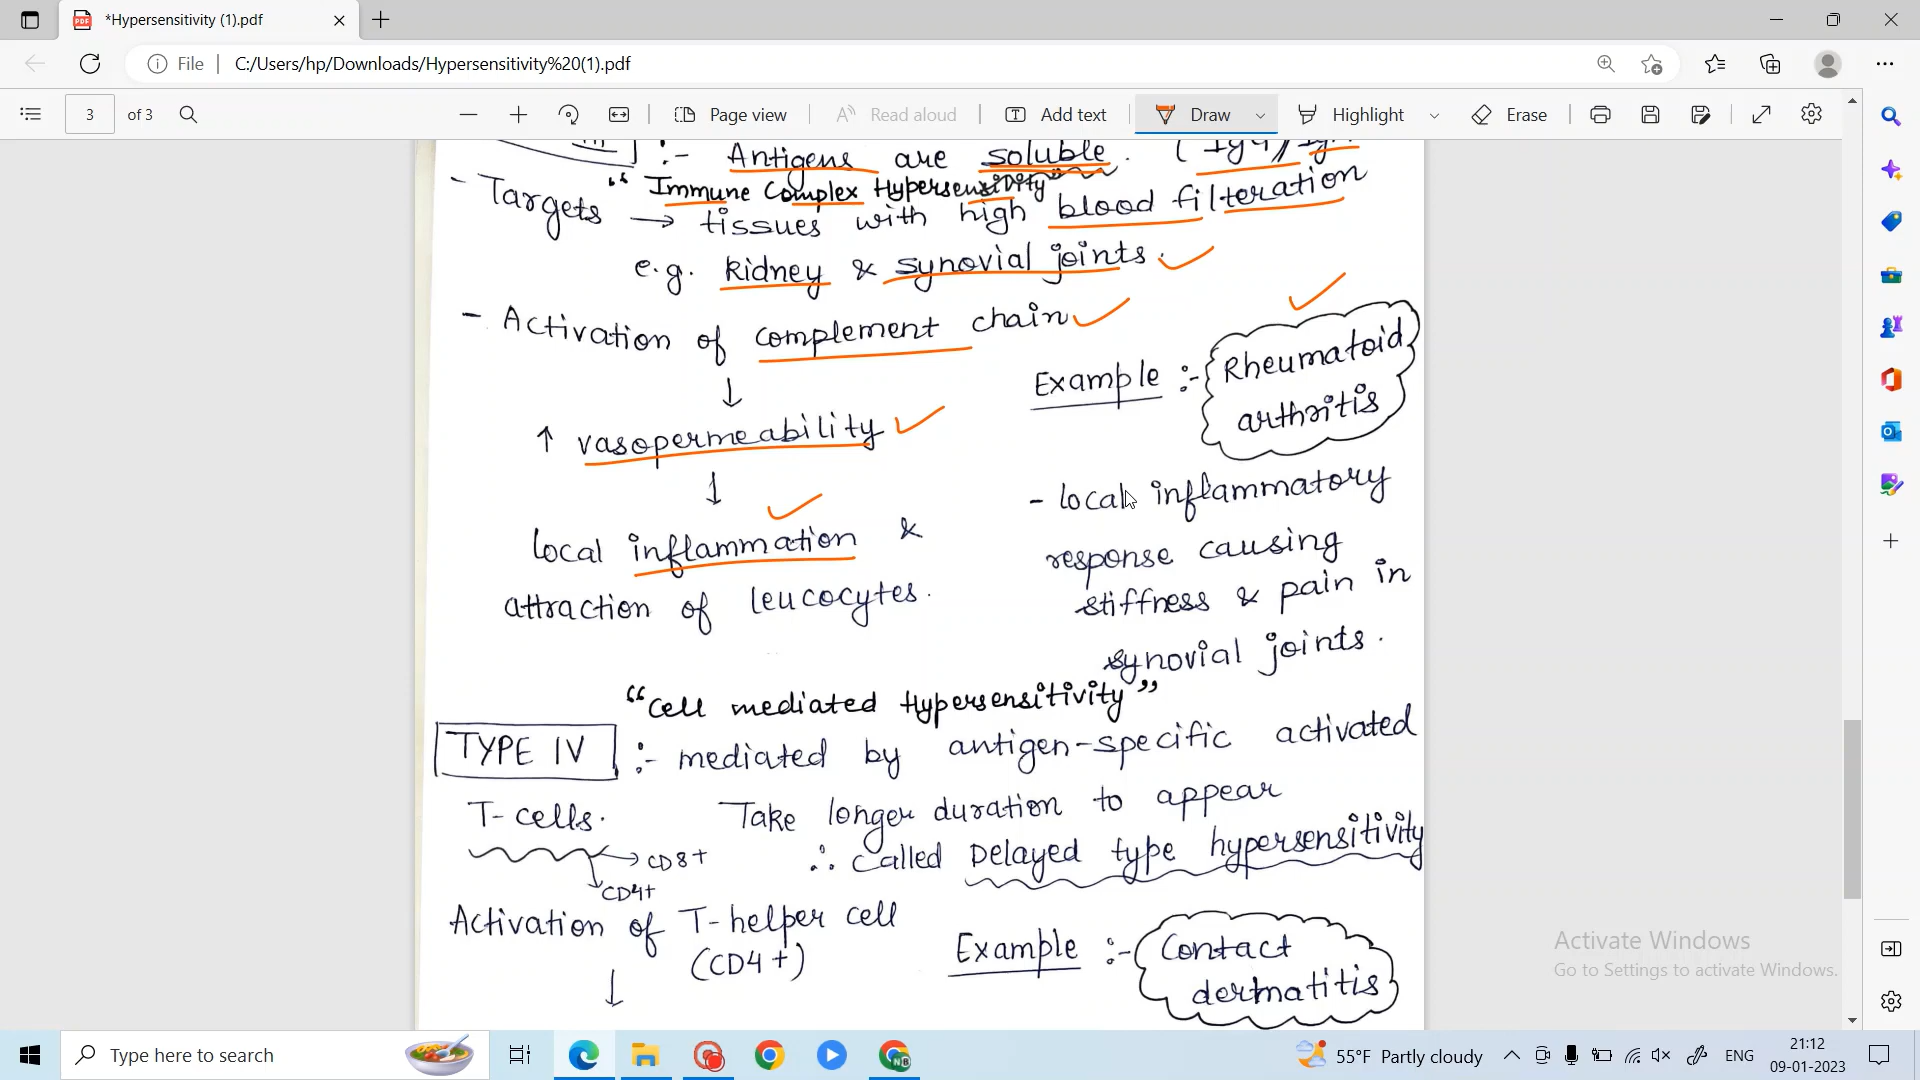 *Hypersensitivity (1).pdf
File C:/Users/hp/Downloads/Hypersensitivity%20(1).pdf
3 of 3 Page view Read aloud Add text Draw Highlight Erase
:- Antigens are soluble.
"Immune Complex Hypersensitivity"
- Targets → tissues with high blood filteration
e.g. kidney & synovial joints.
- Activation of complement chain
↓
↑ vasopermeability
↓
local inflammation &
attraction of leucocytes.
Example :- Rheumatoid
arthritis
- local inflammatory
response causing
stiffness & pain in
synovial joints.
"Cell mediated Hypersensitivity"
TYPE IV :- mediated by antigen-specific activated
T-cells. Take longer duration to appear
→ CD8+
CD4+
∴ called Delayed type hypersensitivity
Activation of T-helper cell
(CD4+)
↓
Example :- Contact
dermatitis
Activate Windows
Go to Settings to activate Windows.
Type here to search
55°F Partly cloudy ENG 21:12
09-01-2023